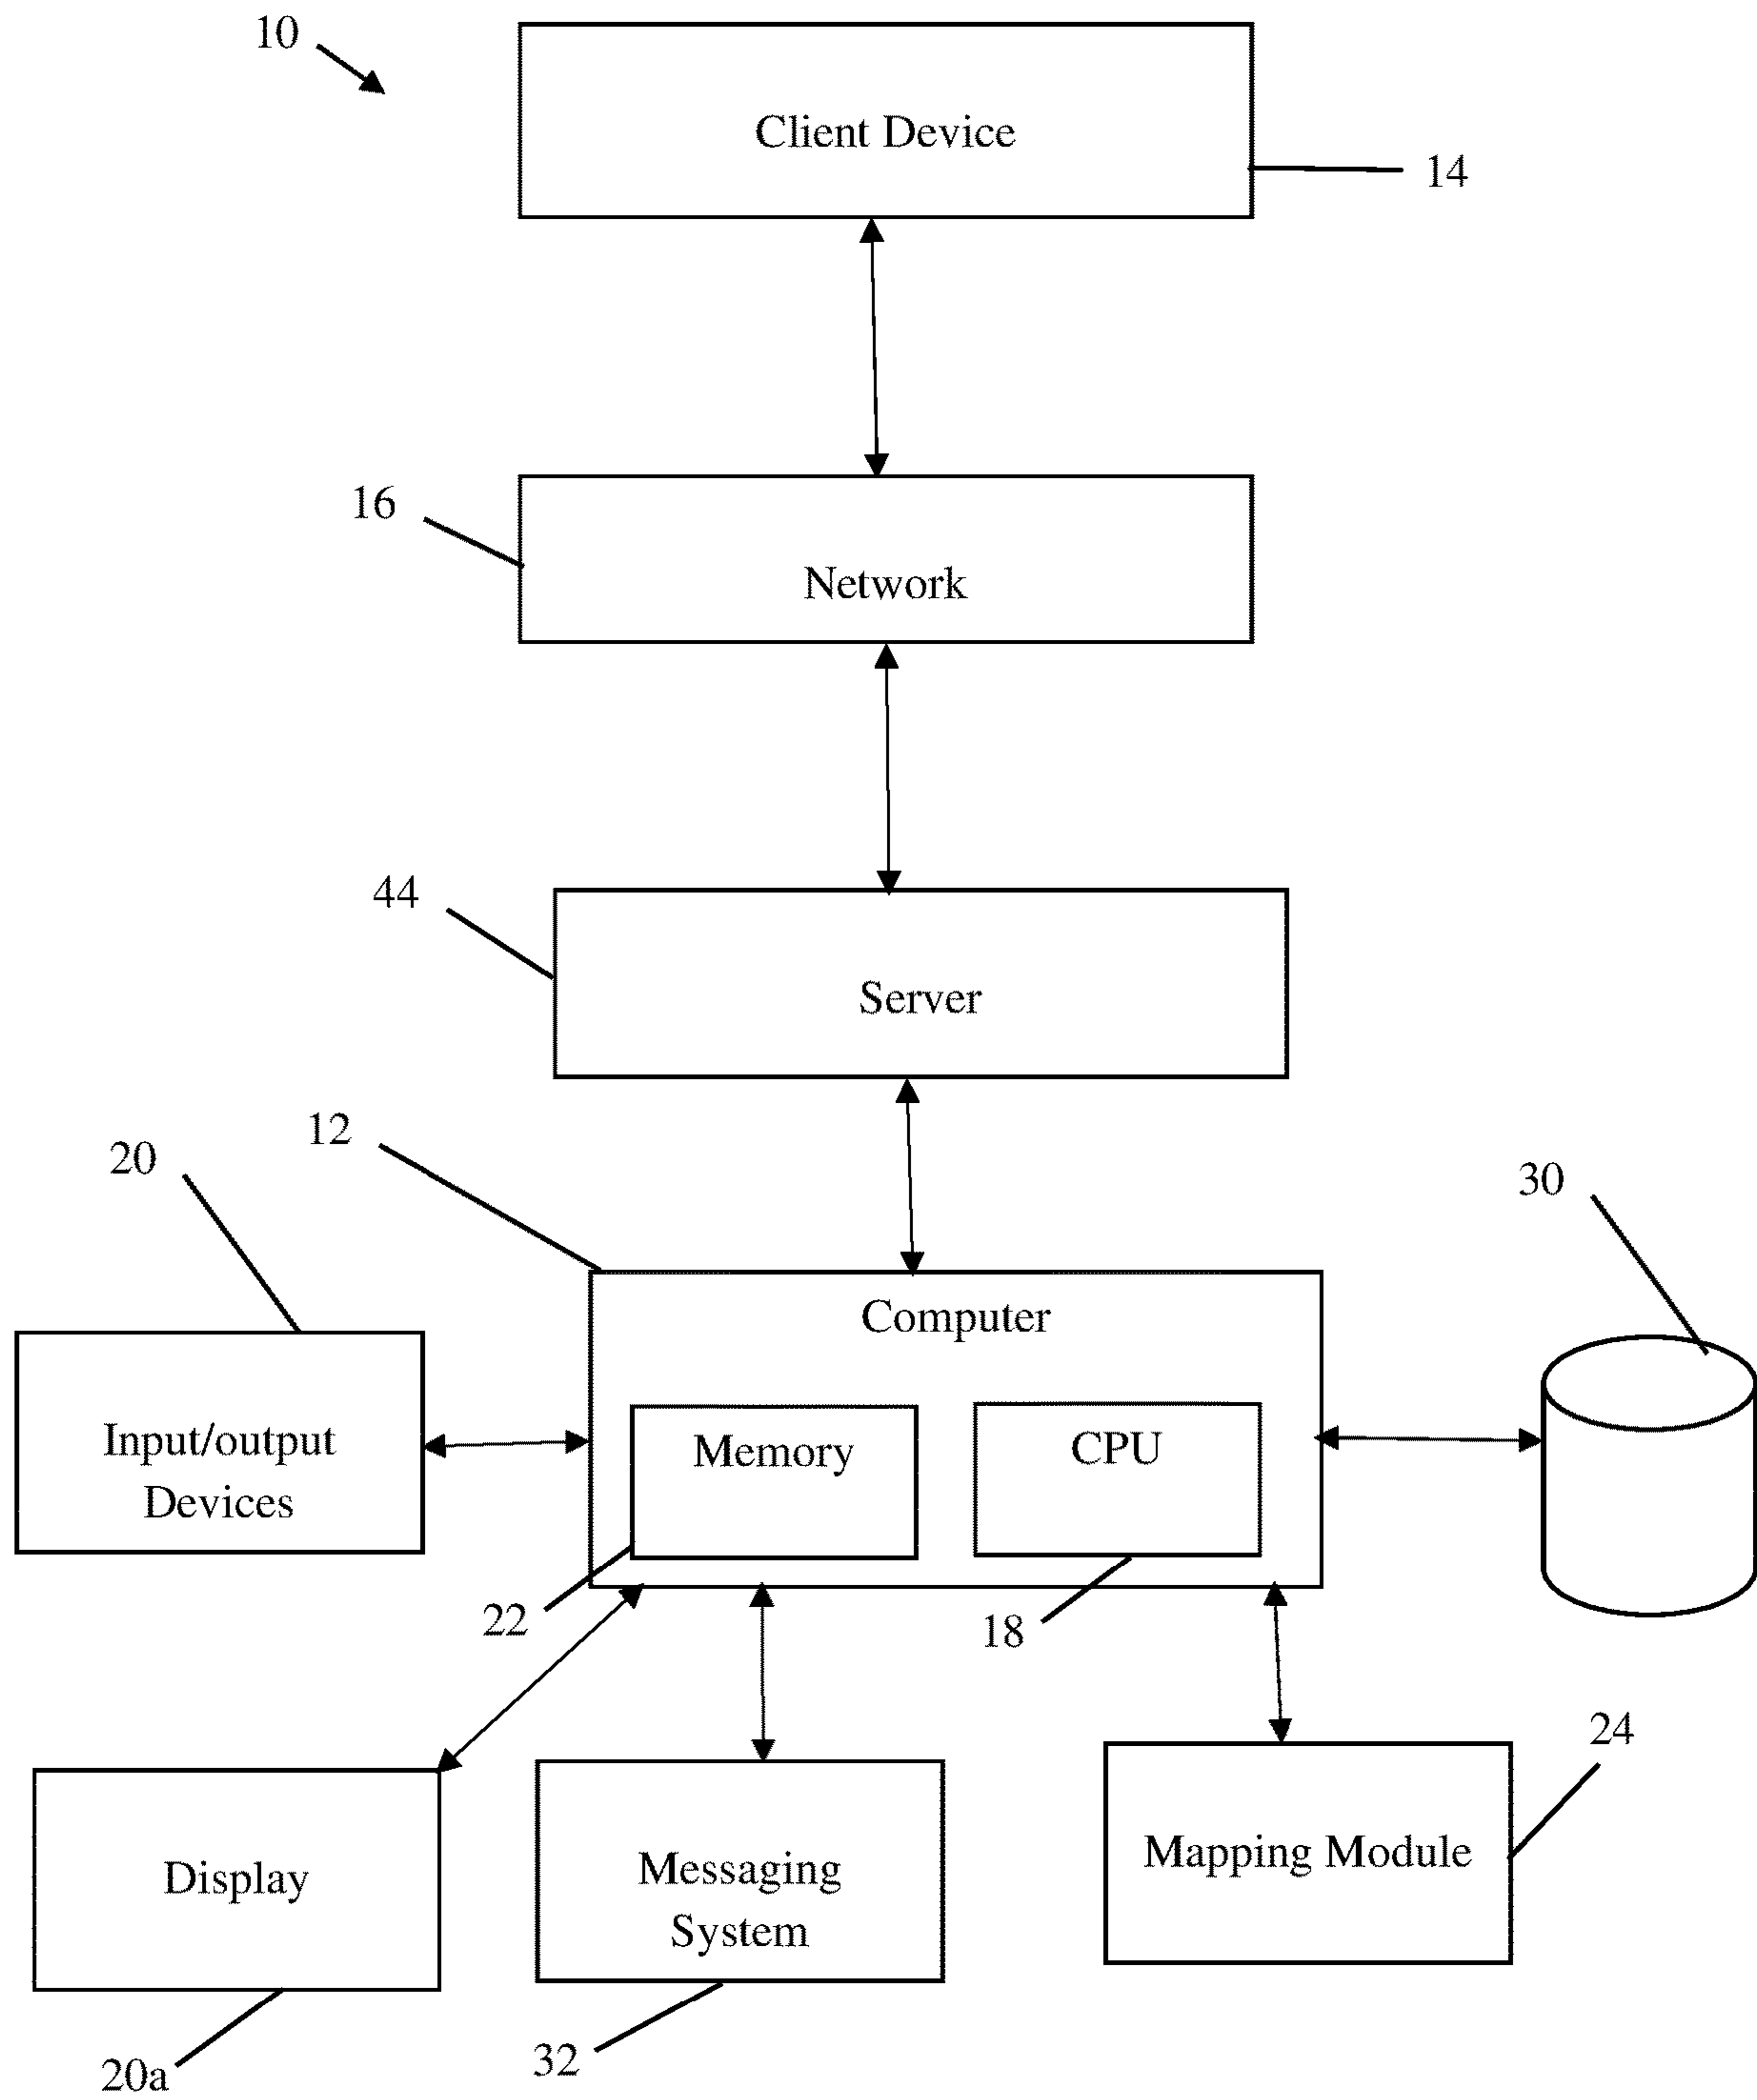 10
Client Device
14
16
Network
44
Server
12
20
30
Computer
Input/output
Devices
Memory
CPU
22
18
24
Display
Messaging
System
Mapping Module
20a
32